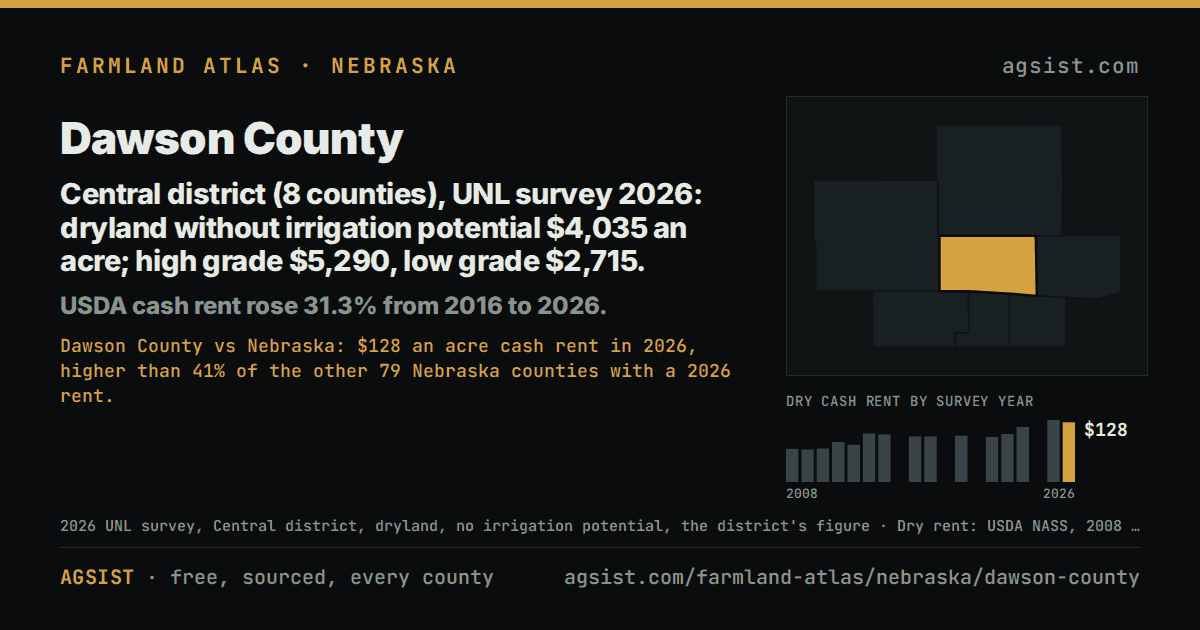 FARMLAND ATLAS · NEBRASKA
agsist.com
Dawson County
Central district (8 counties), UNL survey 2026:
dryland without irrigation potential $4,035 an
acre; high grade $5,290, low grade $2,715.
USDA cash rent rose 31.3% from 2016 to 2026.
Dawson County vs Nebraska: $128 an acre cash rent in 2026,
higher than 41% of the other 79 Nebraska counties with a 2026
rent.
DRY CASH RENT BY SURVEY YEAR
$128
2008
2026
2026 UNL survey, Central district, dryland, no irrigation potential, the district's figure · Dry rent: USDA NASS, 2008 …
AGSIST · free, sourced, every county
agsist.com/farmland-atlas/nebraska/dawson-county